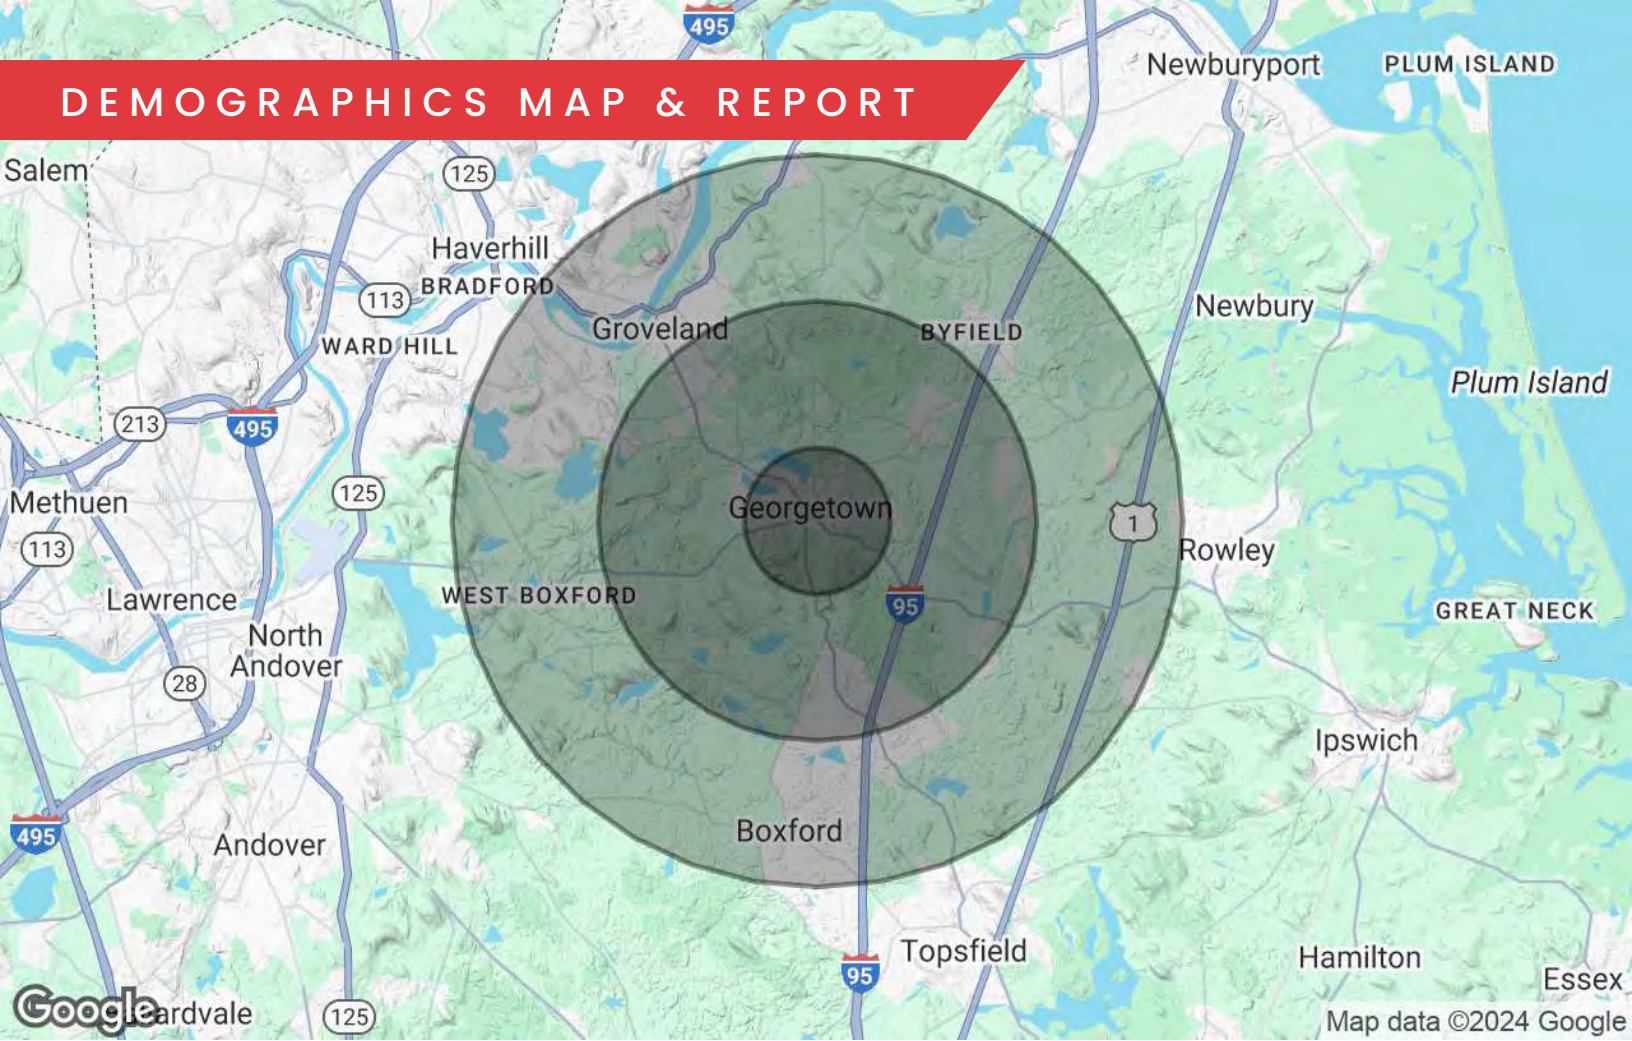 495
Newburyport
PLUM ISLAND
DEMOGRAPHICS MAP & REPORT
Salem
125
Haverhill
BRADFORD
113
Newbury
Groveland
BYFIELD
WARD HILL
Plum Island
213
495
125
Methuen
Georgetown
1
113
Rowley
WEST BOXFORD
Lawrence
95
GREAT NECK
North
Andover
28
Ipswich
495
Boxford
Andover
Topsfield
95
Hamilton
Essex
Google
ardvale
125
Map data ©2024 Google